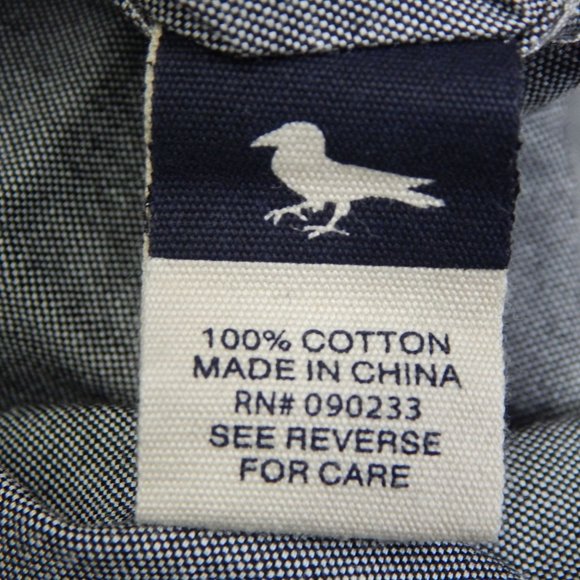 100% COTTON
MADE IN CHINA
RN# 090233
SEE REVERSE
FOR CARE